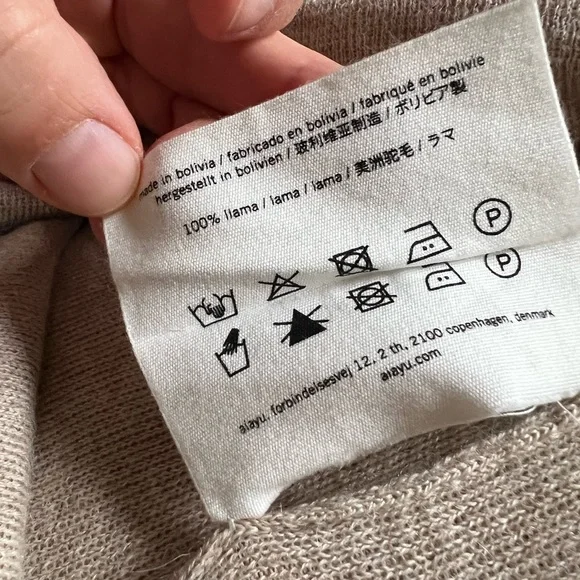 made in bolivia / fabricado en bolivia / fabriqué en bolivie
hergestellt in bolivien / 玻利维亚制造 / ボリビア製
100% llama / lama / lama / 美洲驼毛 / ラマ
P
P
aiayu, forbindelsesvej 12, 2 th, 2100 copenhagen, denmark
aiayu.com